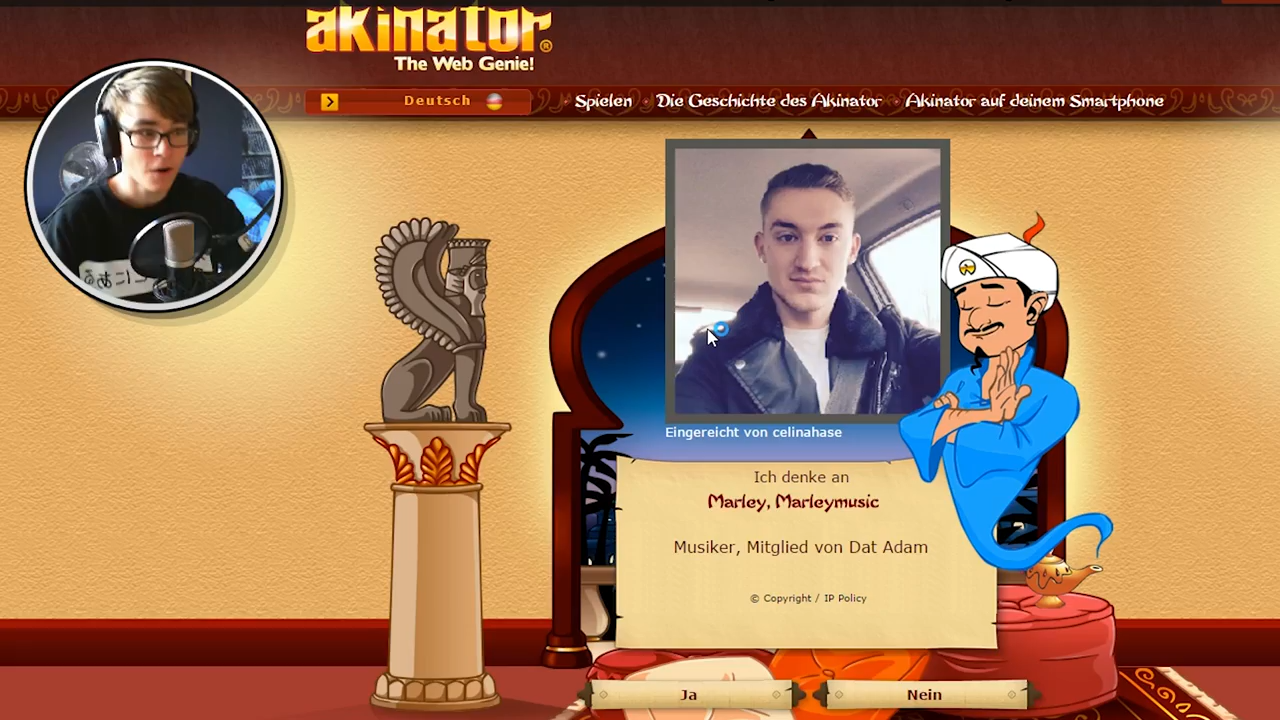 akinator®
The Web Genie!
Deutsch
Spielen · Die Geschichte des Akinator · Akinator auf deinem Smartphone
Eingereicht von celinahase
Ich denke an
Marley, Marleymusic
Musiker, Mitglied von Dat Adam
© Copyright / IP Policy
Ja
Nein